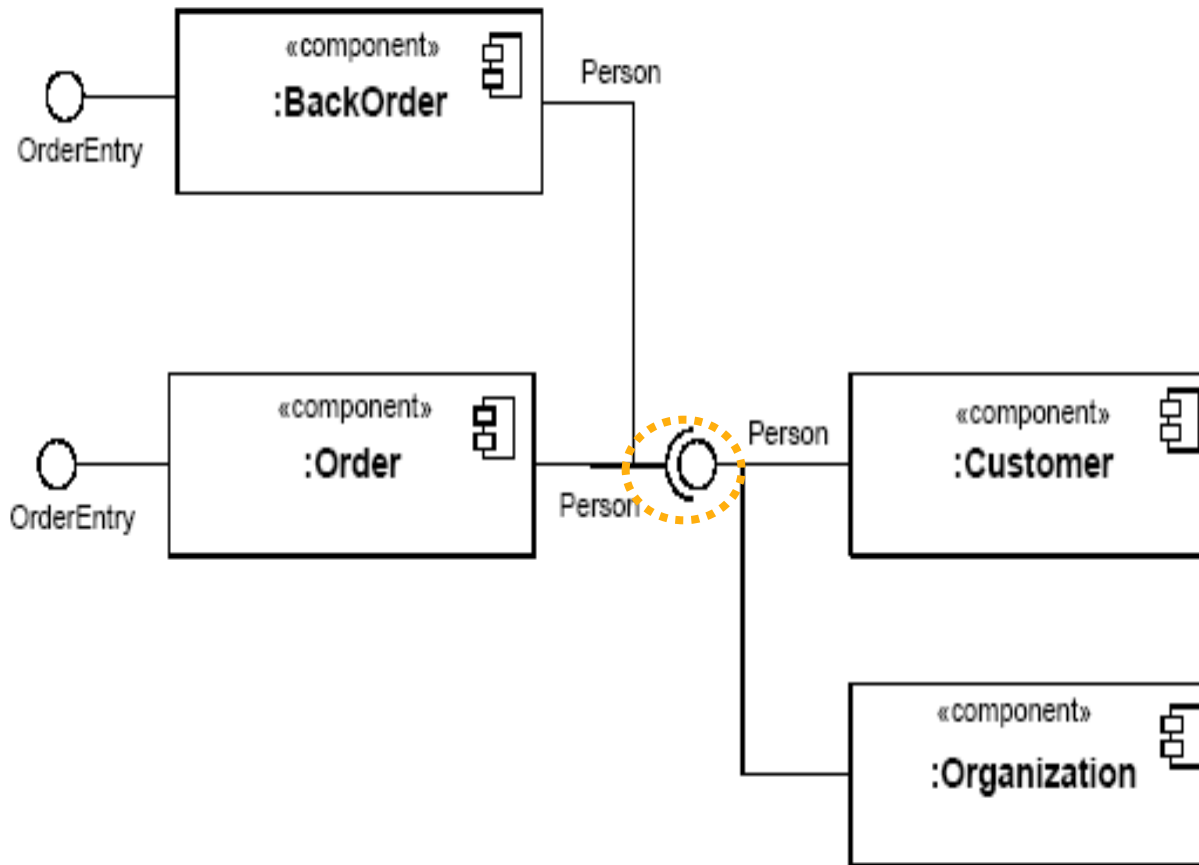 «component»
:BackOrder
Person
OrderEntry
«component»
:Order
Person
OrderEntry
Person
«component»
:Customer
«component»
:Organization